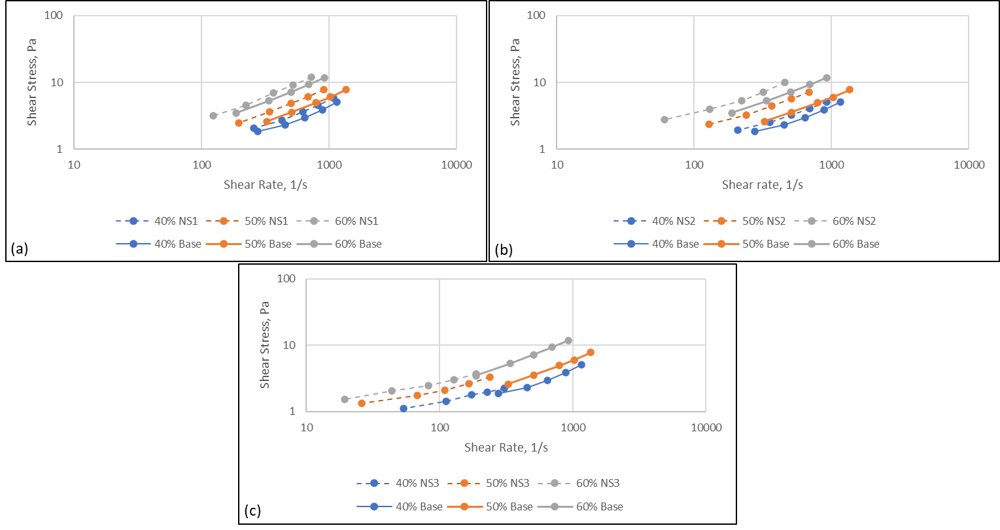 100
10
1
Shear Stress, Pa
10 100 1000 10000
Shear Rate, 1/s
40% NS1 50% NS1 60% NS1
40% Base 50% Base 60% Base
(a)
100
10
1
Shear Stress, Pa
10 100 1000 10000
Shear rate, 1/s
40% NS2 50% NS2 60% NS2
40% Base 50% Base 60% Base
(b)
100
10
1
Shear Stress, Pa
10 100 1000 10000
Shear Rate, 1/s
40% NS3 50% NS3 60% NS3
40% Base 50% Base 60% Base
(c)